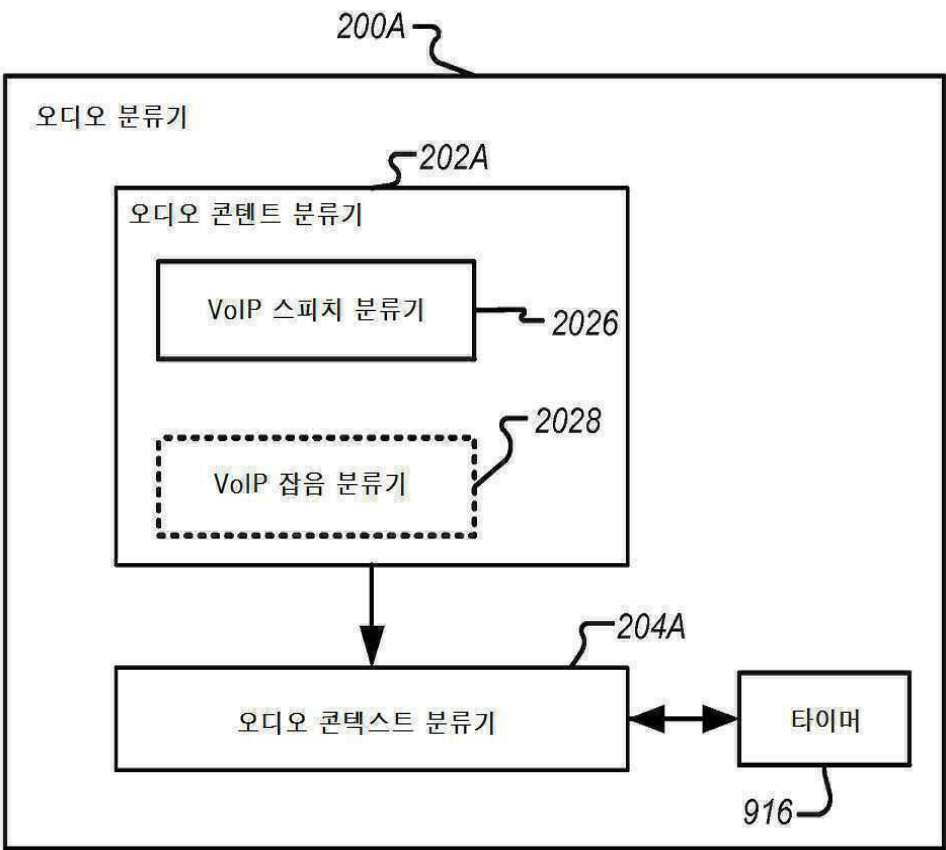 200A
오디오 분류기
202A
오디오 콘텐트 분류기
VoIP 스피치 분류기
2026
2028
VoIP 잡음 분류기
204A
오디오 콘텍스트 분류기
타이머
916